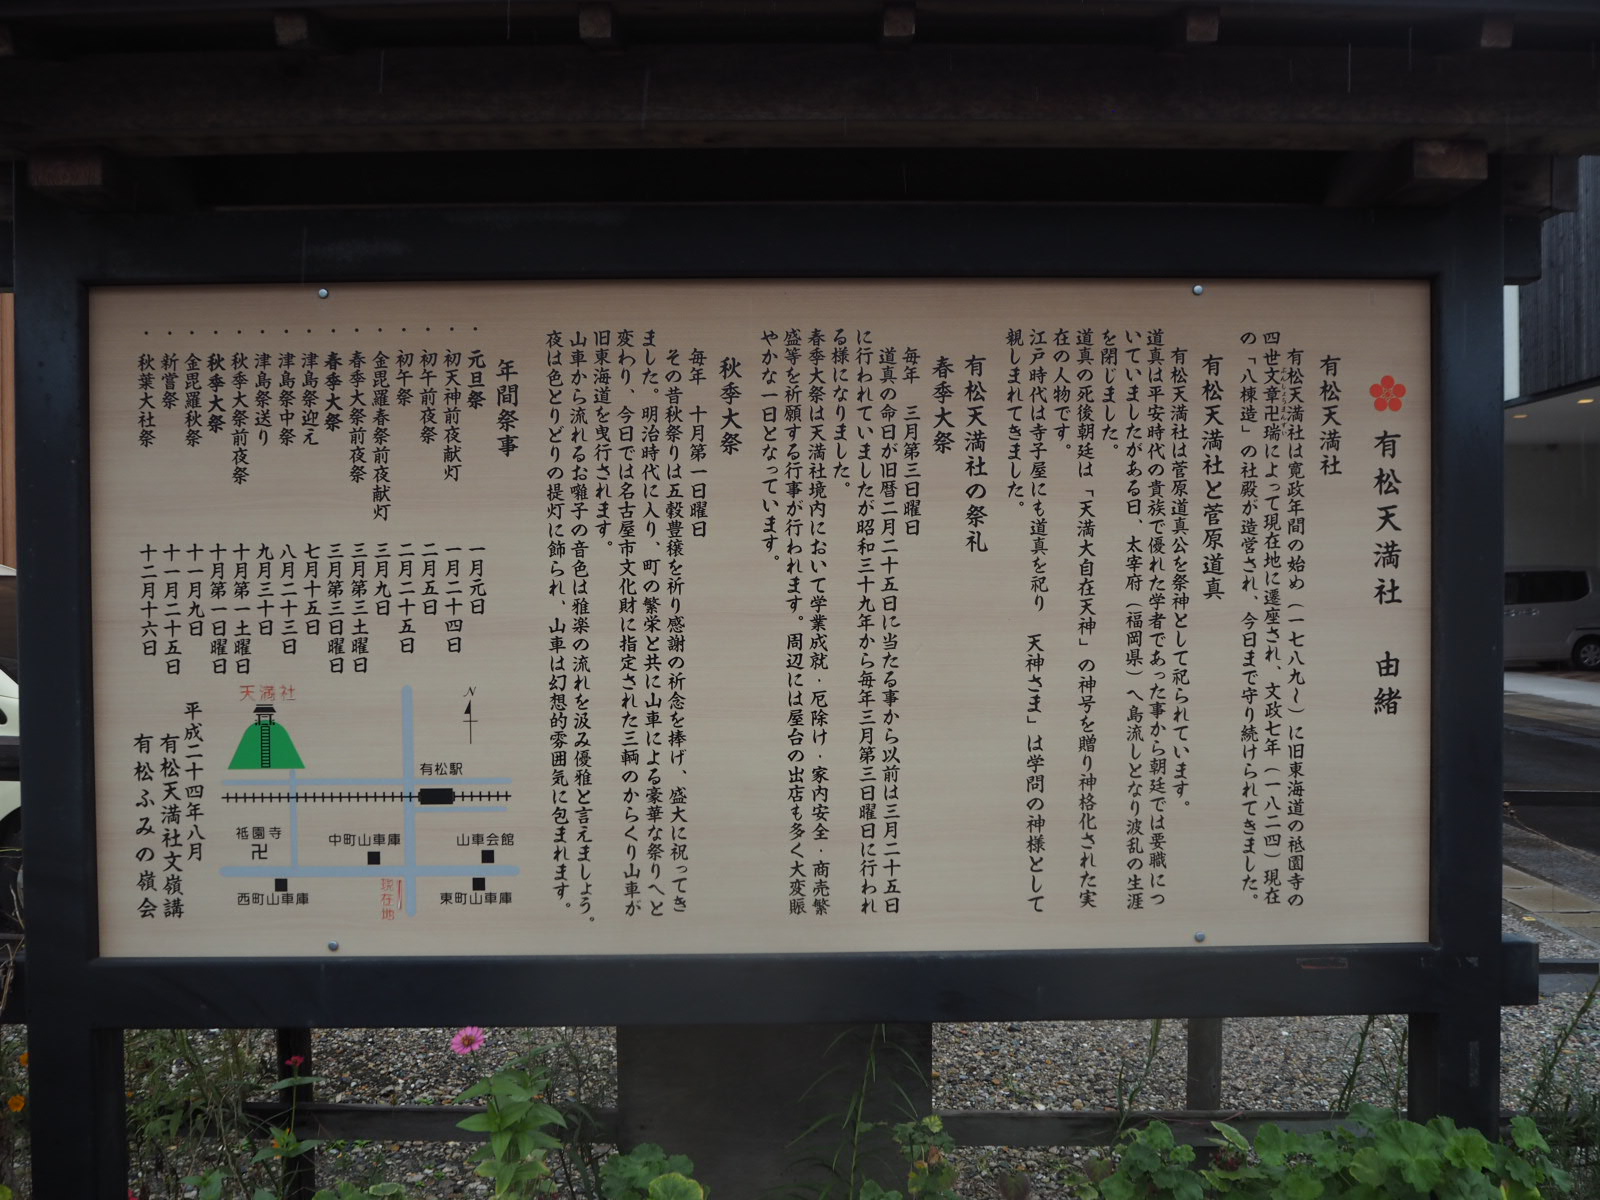 有松天満社　由緒
有松天満社
有松天満社は寛政年間の始め（一七八九〜）に旧東海道の祇園寺の
四世文章卍瑞によって現在地に遷座され、文政七年（一八二四）現在
の「八棟造」の社殿が造営され、今日まで守り続けられてきました。
有松天満社と菅原道真
有松天満社は菅原道真公を祭神として祀られています。
道真は平安時代の貴族で優れた学者であった事から朝廷では要職につ
いていましたがある日、太宰府（福岡県）へ島流しとなり波乱の生涯
を閉じました。
道真の死後朝廷は「天満大自在天神」の神号を贈り神格化された実
在の人物です。
江戸時代は寺子屋にも道真を祀り　天神さま」は学問の神様として
親しまれてきました。
有松天満社の祭礼
春季大祭
毎年　三月第三日曜日
道真の命日が旧暦二月二十五日に当たる事から以前は三月二十五日
に行われていましたが昭和三十九年から毎年三月第三日曜日に行われ
る様になりました。
春季大祭は天満社境内において学業成就・厄除け・家内安全・商売繁
盛等を祈願する行事が行われます。周辺には屋台の出店も多く大変賑
やかな一日となっています。
秋季大祭
毎年　十月第一日曜日
その昔秋祭りは五穀豊穣を祈り感謝の祈念を捧げ、盛大に祝ってき
ました。明治時代に入り、町の繁栄と共に山車による豪華な祭りへと
変わり、今日では名古屋市文化財に指定された三輌のからくり山車が
旧東海道を曳行されます。
山車から流れるお囃子の音色は雅楽の流れを汲み優雅と言えましょう。
夜は色とりどりの提灯に飾られ、山車は幻想的雰囲気に包まれます。
年間祭事
・元旦祭　一月元日
・初天神前夜献灯　一月二十四日
・初午前夜祭　二月五日
・初午祭　二月二十五日
・金毘羅春祭前夜献灯　三月九日
・春季大祭前夜祭　三月第三土曜日
・春季大祭　三月第三日曜日
・津島祭迎え　七月十五日
・津島祭中祭　八月二十三日
・津島祭送り　九月三十日
・秋季大祭前夜祭　十月第一土曜日
・秋季大祭　十月第一日曜日
・金毘羅秋祭　十一月九日
・新嘗祭　十一月二十五日
・秋葉大社祭　十二月十六日
天満社
N
有松駅
祇園寺
卍
中町山車庫
山車会館
西町山車庫
現在地
東町山車庫
平成二十四年八月
有松天満社文嶺講
有松ふみの嶺会